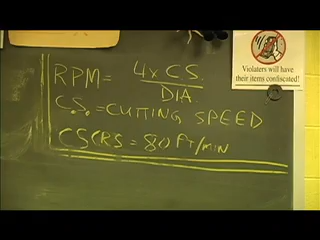 RPM = 4 x C.S.
DIA.
C.S. = CUTTING SPEED
CS CRS = 80 FT/MIN
Violaters will have
their items confiscated!